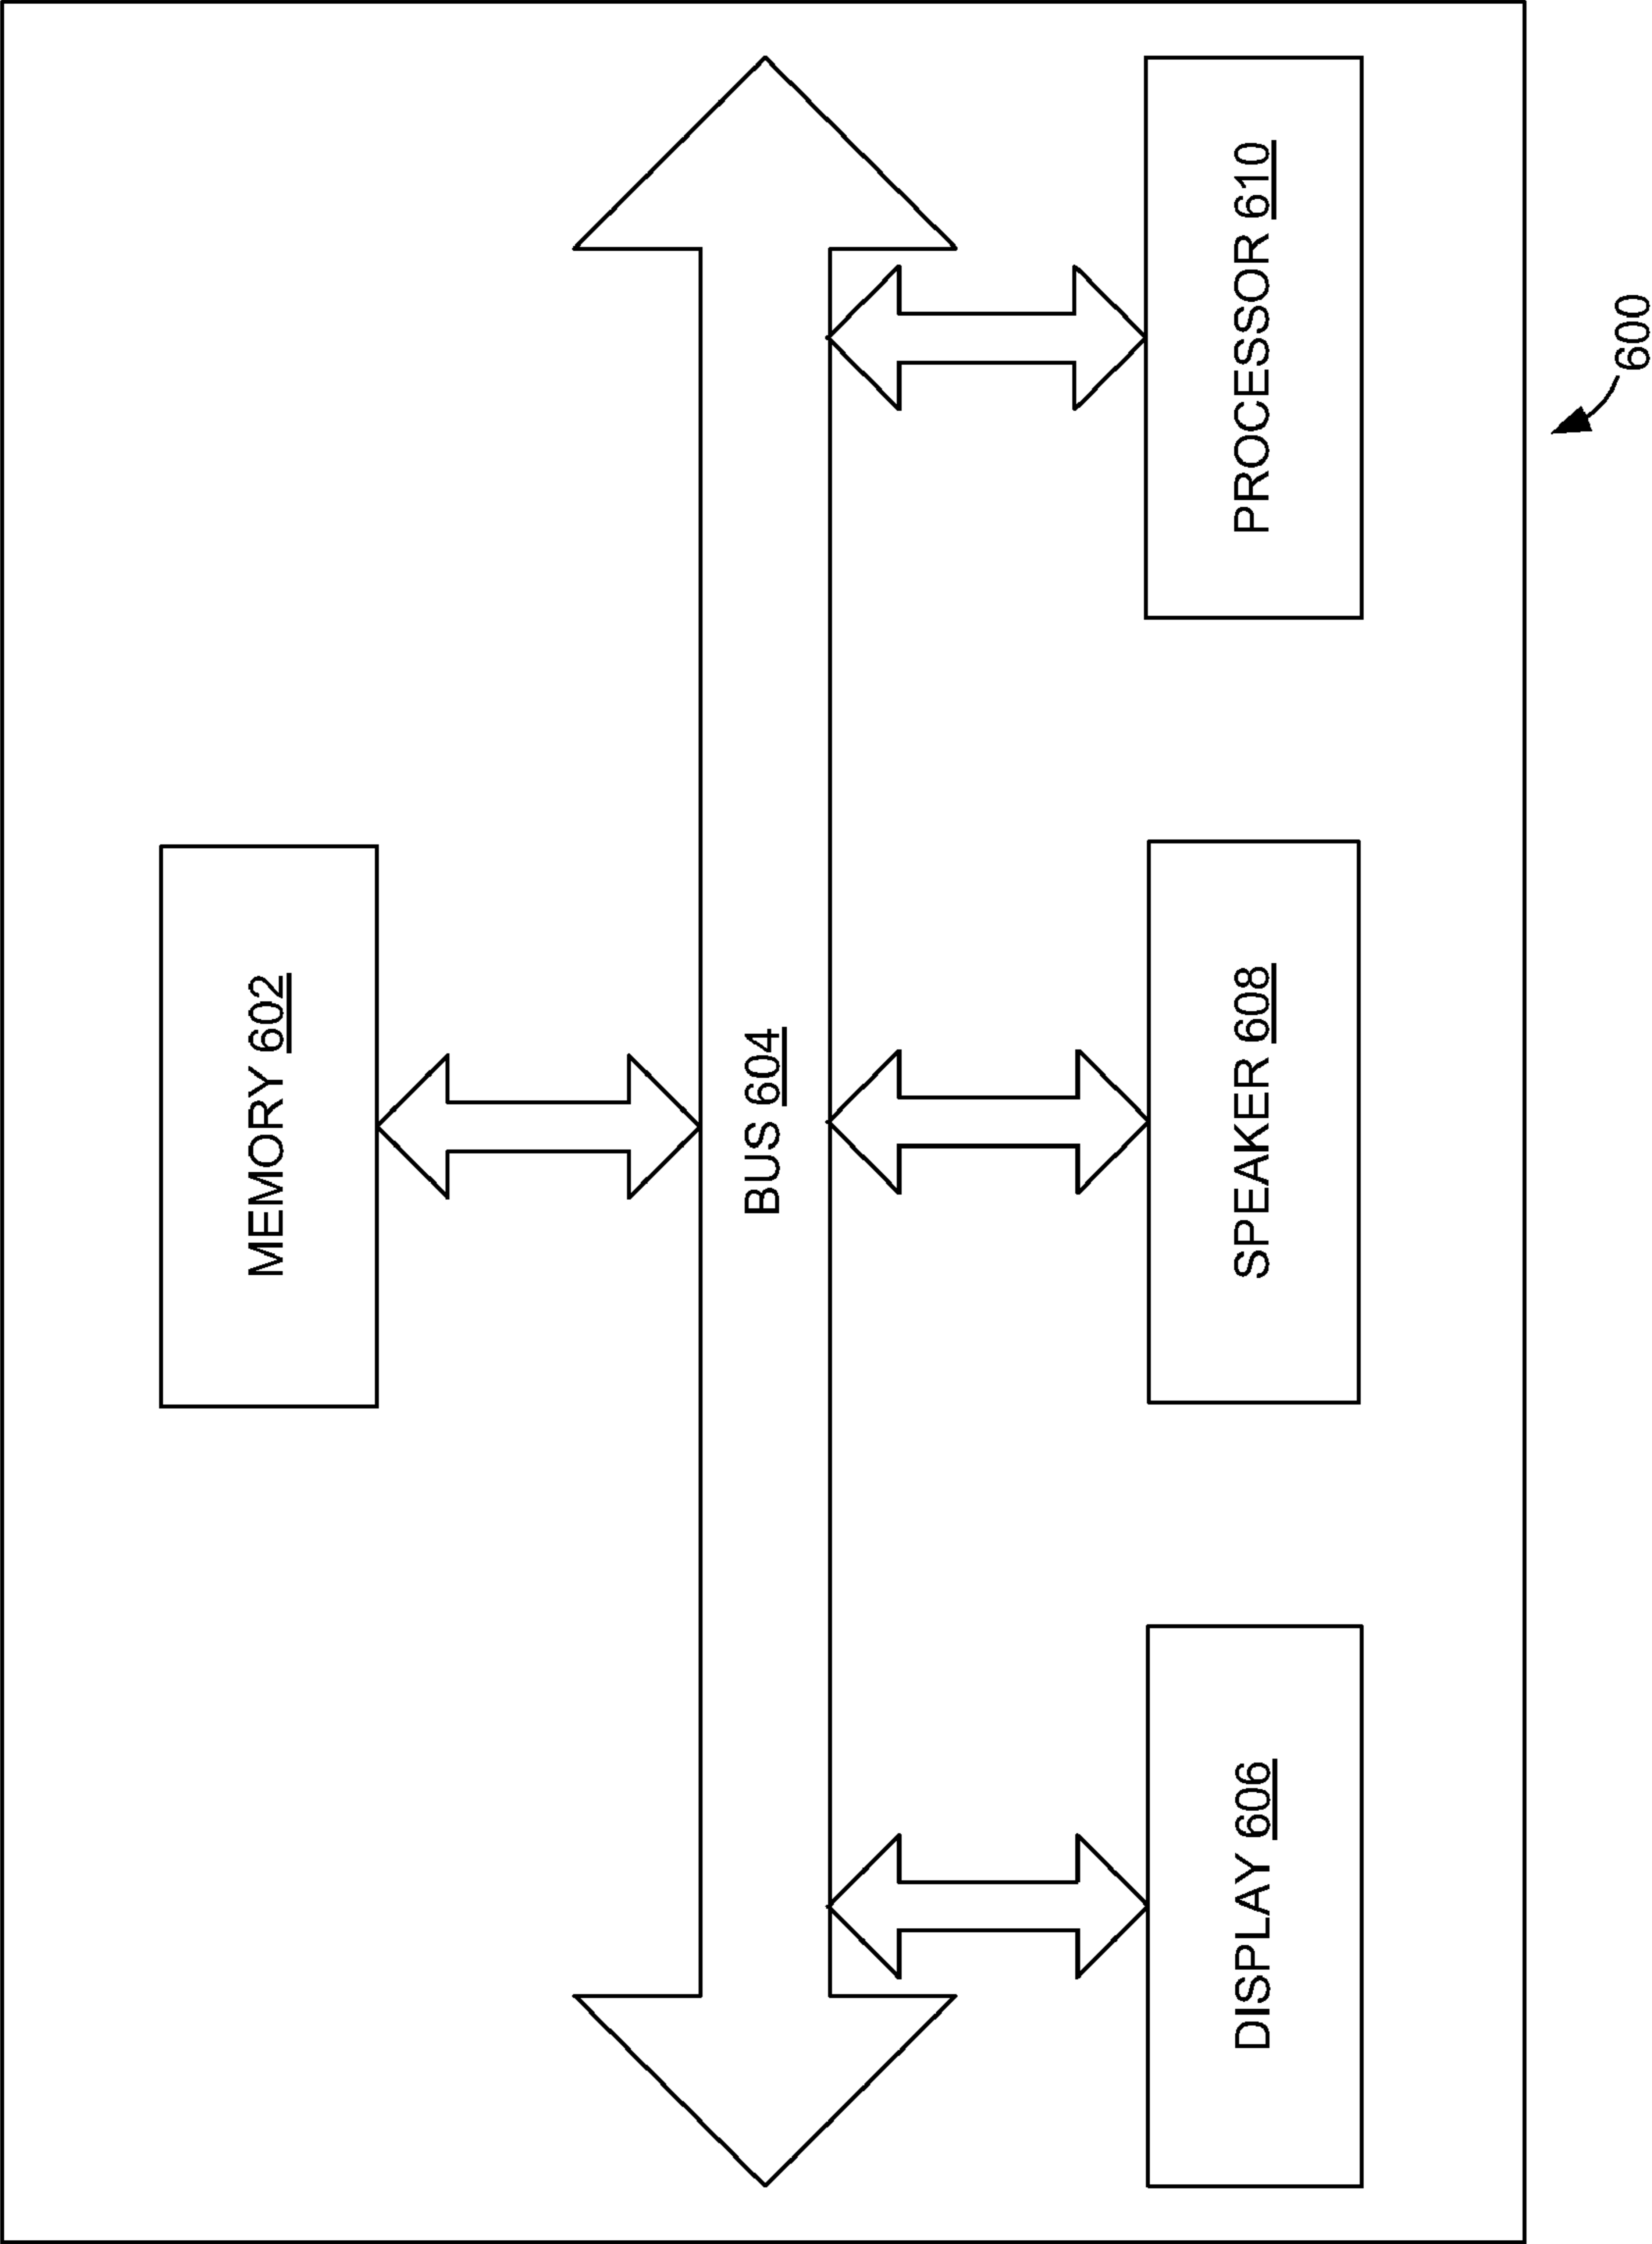 MEMORY 602
BUS 604
DISPLAY 606
SPEAKER 608
PROCESSOR 610
600